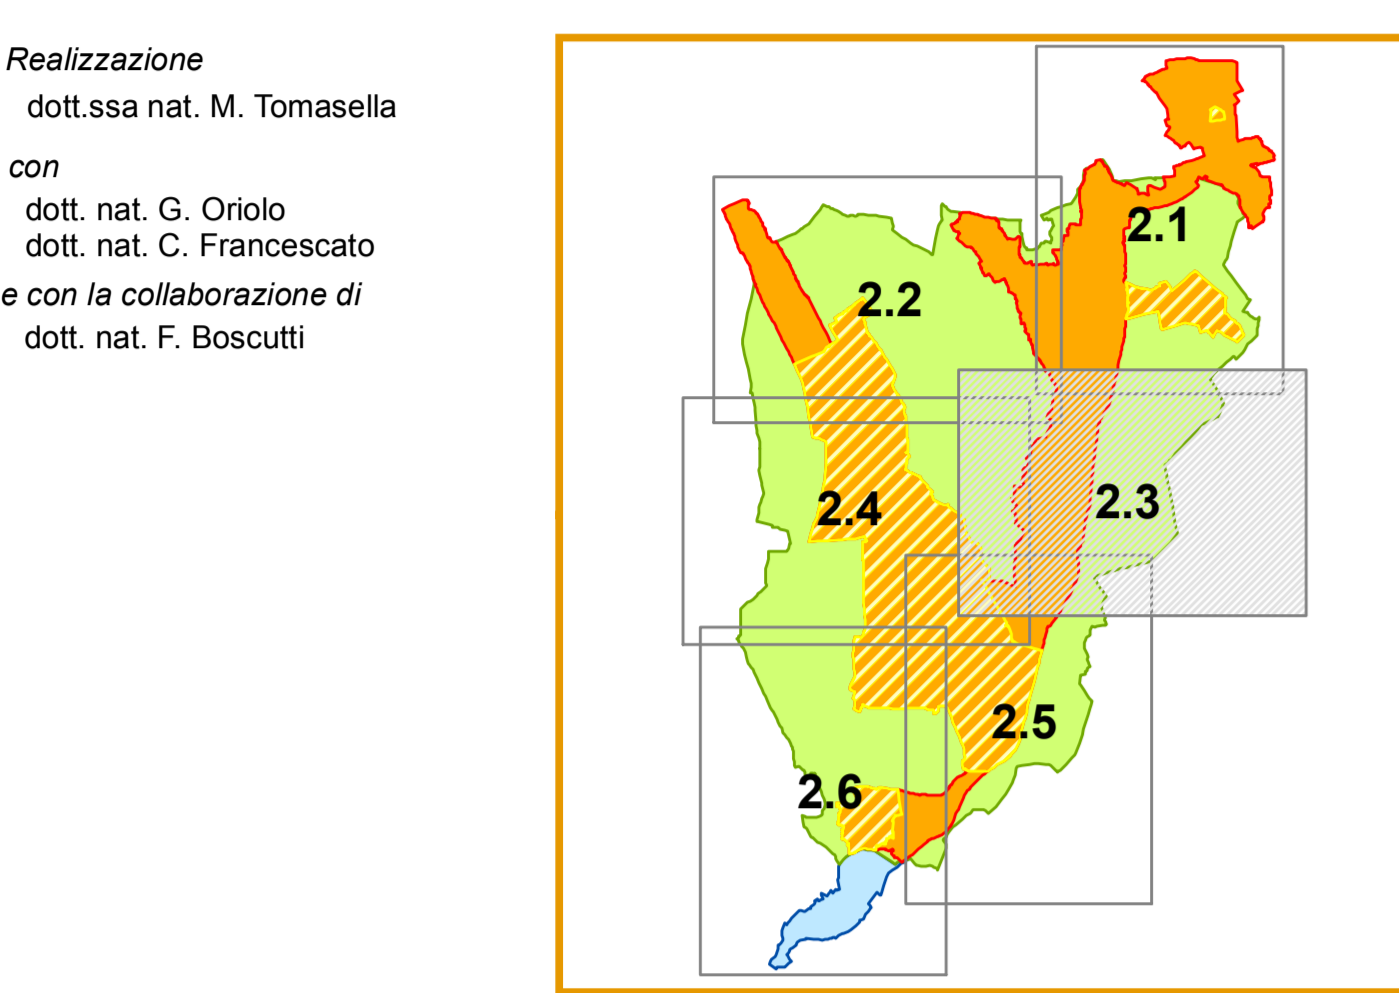 Realizzazione
dott.ssa nat. M. Tomasella
con
dott. nat. G. Oriolo
dott. nat. C. Francescato
e con la collaborazione di
dott. nat. F. Boscutti
2.1
2.2
2.3
2.4
2.5
2.6